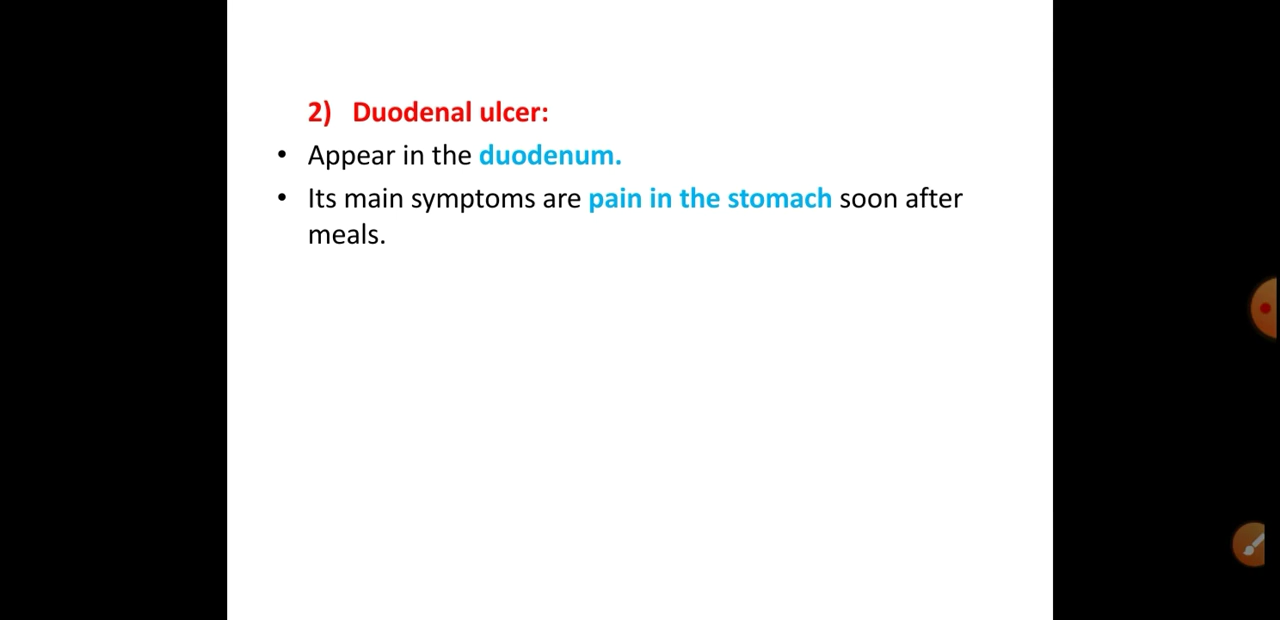 2) Duodenal ulcer:
• Appear in the duodenum.
• Its main symptoms are pain in the stomach soon after
meals.